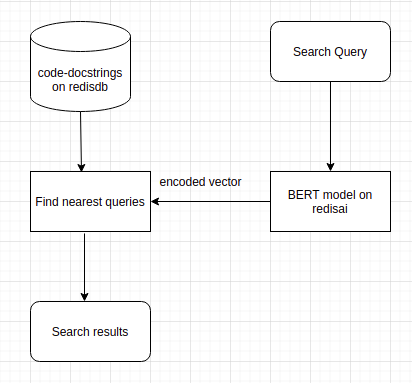 code-docstrings
on redisdb
Search Query
encoded vector
Find nearest queries
BERT model on
redisai
Search results